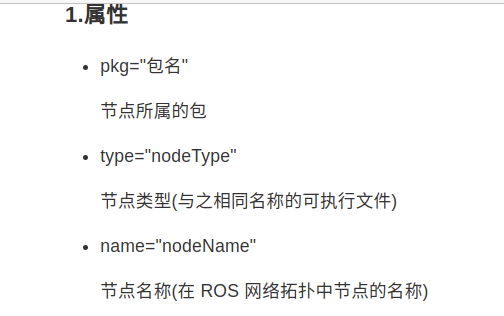 1.属性
pkg="包名"
节点所属的包
type="nodeType"
节点类型(与之相同名称的可执行文件)
name="nodeName"
节点名称(在 ROS 网络拓扑中节点的名称)